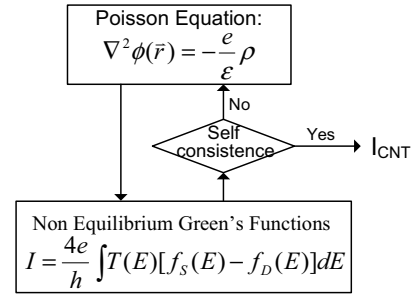 Poisson Equation:
∇²φ(r⃗) = −e/ε ρ
No
Self
consistence
Yes
I_CNT
Non Equilibrium Green's Functions
I = 4e/h ∫T(E)[f_S(E) − f_D(E)]dE